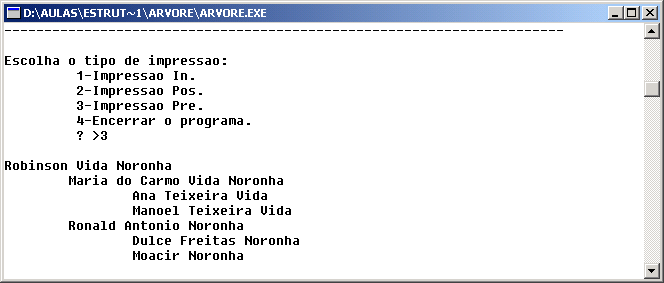 D:\AULAS\ESTRUT~1\ARVORE\ARVORE.EXE
----------------------------------------------------------------------
Escolha o tipo de impressao:
1-Impressao In.
2-Impressao Pos.
3-Impressao Pre.
4-Encerrar o programa.
? >3
Robinson Vida Noronha
Maria do Carmo Vida Noronha
Ana Teixeira Vida
Manoel Teixeira Vida
Ronald Antonio Noronha
Dulce Freitas Noronha
Moacir Noronha